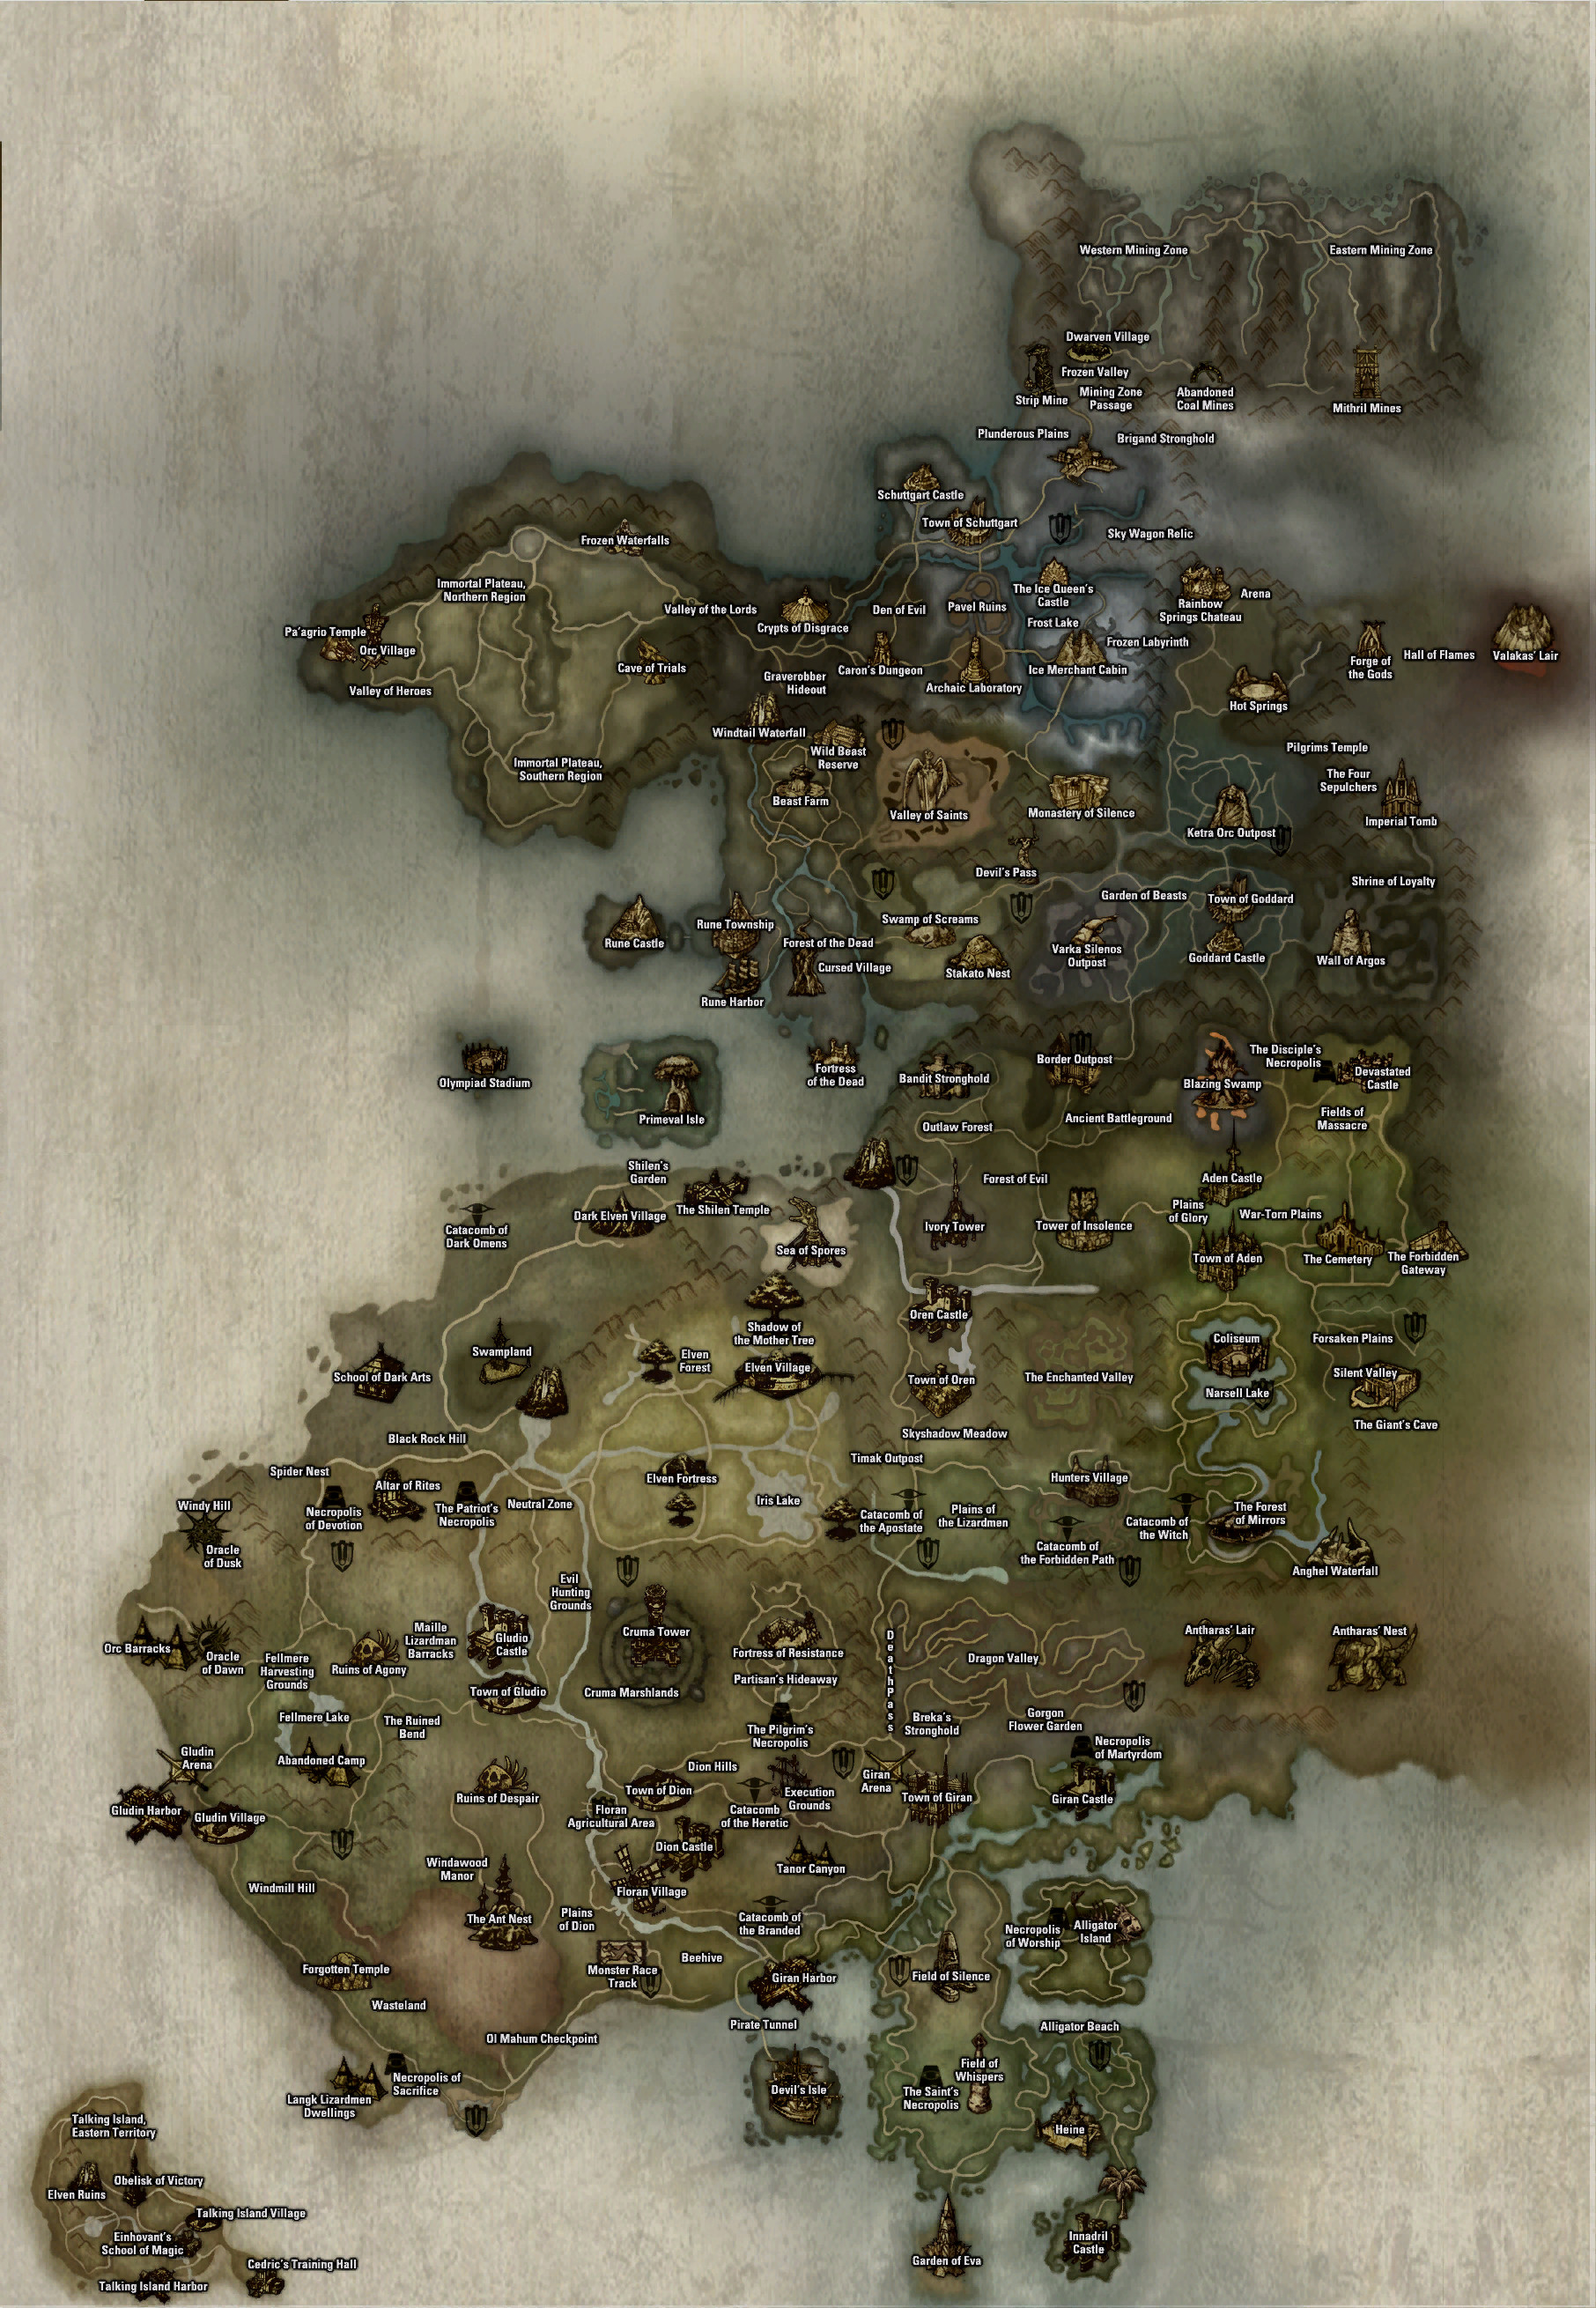 Western Mining Zone
Eastern Mining Zone
Dwarven Village
Frozen Valley
Strip Mine
Mining Zone
Passage
Abandoned
Coal Mines
Mithril Mines
Plunderous Plains
Brigand Stronghold
Schuttgart Castle
Town of Schuttgart
Sky Wagon Relic
Frozen Waterfalls
Immortal Plateau,
Northern Region
Valley of the Lords
Crypts of Disgrace
Den of Evil
Pavel Ruins
The Ice Queen's
Castle
Frost Lake
Rainbow
Springs Chateau
Arena
Pa'agrio Temple
Orc Village
Valley of Heroes
Cave of Trials
Graverobber
Hideout
Caron's Dungeon
Archaic Laboratory
Ice Merchant Cabin
Frozen Labyrinth
Forge of
the Gods
Hall of Flames
Valakas' Lair
Hot Springs
Windtail Waterfall
Wild Beast
Reserve
Pilgrims Temple
Immortal Plateau,
Southern Region
Beast Farm
Valley of Saints
Monastery of Silence
Ketra Orc Outpost
The Four
Sepulchers
Imperial Tomb
Devil's Pass
Shrine of Loyalty
Garden of Beasts
Town of Goddard
Rune Castle
Rune Township
Forest of the Dead
Cursed Village
Swamp of Screams
Stakato Nest
Varka Silenos
Outpost
Goddard Castle
Wall of Argos
Rune Harbor
Olympiad Stadium
Primeval Isle
Fortress
of the Dead
Bandit Stronghold
Border Outpost
Blazing Swamp
The Disciple's
Necropolis
Devastated
Castle
Outlaw Forest
Ancient Battleground
Fields of
Massacre
Shilen's
Garden
Dark Elven Village
The Shilen Temple
Catacomb of
Dark Omens
Sea of Spores
Forest of Evil
Ivory Tower
Tower of Insolence
Aden Castle
Plains
of Glory
War-Torn Plains
Town of Aden
The Cemetery
The Forbidden
Gateway
Oren Castle
Shadow of
the Mother Tree
Elven
Forest
Elven Village
Swampland
School of Dark Arts
Town of Oren
The Enchanted Valley
Coliseum
Narsell Lake
Forsaken Plains
Silent Valley
The Giant's Cave
Black Rock Hill
Skyshadow Meadow
Timak Outpost
Spider Nest
Altar of Rites
Necropolis
of Devotion
The Patriot's
Necropolis
Neutral Zone
Elven Fortress
Iris Lake
Hunters Village
Catacomb of
the Apostate
Plains of
the Lizardmen
Catacomb of
the Witch
The Forest
of Mirrors
Windy Hill
Oracle
of Dusk
Catacomb of
the Forbidden Path
Anghel Waterfall
Evil
Hunting
Grounds
Orc Barracks
Oracle
of Dawn
Fellmere
Harvesting
Grounds
Ruins of Agony
Maille
Lizardman
Barracks
Gludio
Castle
Cruma Tower
Fortress of Resistance
Death Pass
Dragon Valley
Antharas' Lair
Antharas' Nest
Town of Gludio
Cruma Marshlands
Partisan's Hideaway
Fellmere Lake
The Ruined
Bend
The Pilgrim's
Necropolis
Breka's
Stronghold
Gorgon
Flower Garden
Necropolis
of Martyrdom
Gludin
Arena
Abandoned Camp
Dion Hills
Gludin Harbor
Gludin Village
Ruins of Despair
Town of Dion
Floran
Agricultural Area
Catacomb
of the Heretic
Execution
Grounds
Giran
Arena
Town of Giran
Giran Castle
Dion Castle
Windawood
Manor
Tanor Canyon
Windmill Hill
Floran Village
The Ant Nest
Plains
of Dion
Catacomb of
the Branded
Necropolis
of Worship
Alligator
Island
Forgotten Temple
Monster Race
Track
Beehive
Giran Harbor
Field of Silence
Wasteland
Ol Mahum Checkpoint
Pirate Tunnel
Alligator Beach
Langk Lizardmen
Dwellings
Necropolis of
Sacrifice
Devil's Isle
Field of
Whispers
The Saint's
Necropolis
Heine
Talking Island,
Eastern Territory
Elven Ruins
Obelisk of Victory
Talking Island Village
Einhovant's
School of Magic
Cedric's Training Hall
Talking Island Harbor
Garden of Eva
Innadril
Castle